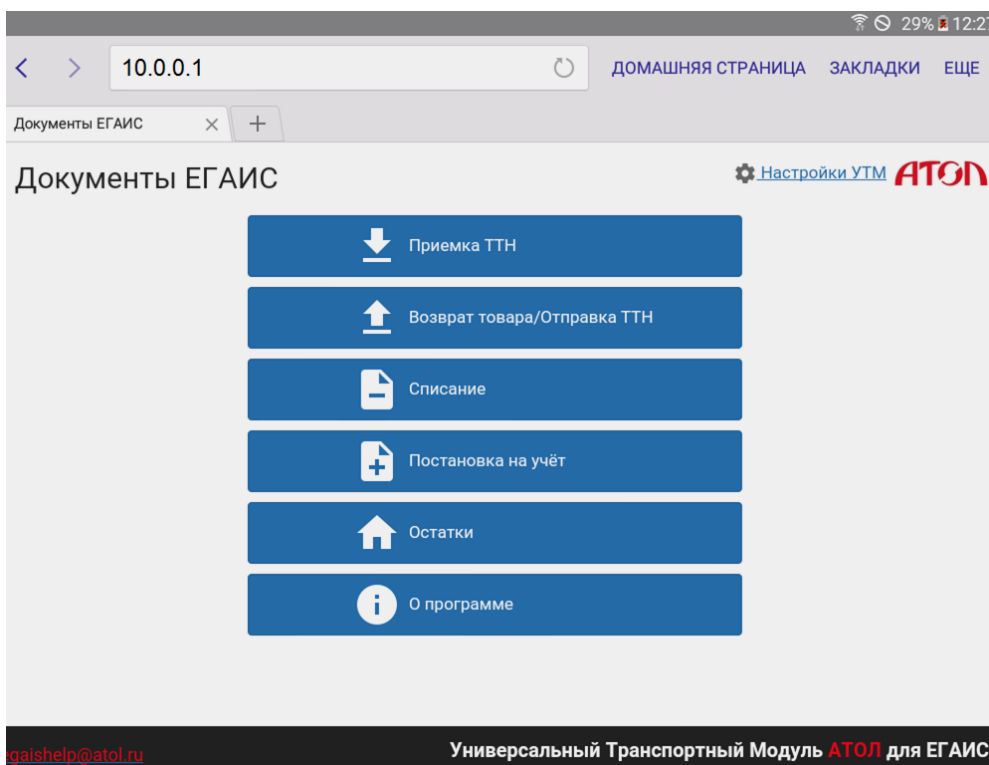 29% 12:27
10.0.0.1 ДОМАШНЯЯ СТРАНИЦА ЗАКЛАДКИ ЕЩЕ
Документы ЕГАИС
Документы ЕГАИС
Настройки УТМ АТОЛ
Приемка ТТН
Возврат товара/Отправка ТТН
Списание
Постановка на учёт
Остатки
О программе
egaishelp@atol.ru Универсальный Транспортный Модуль АТОЛ для ЕГАИС